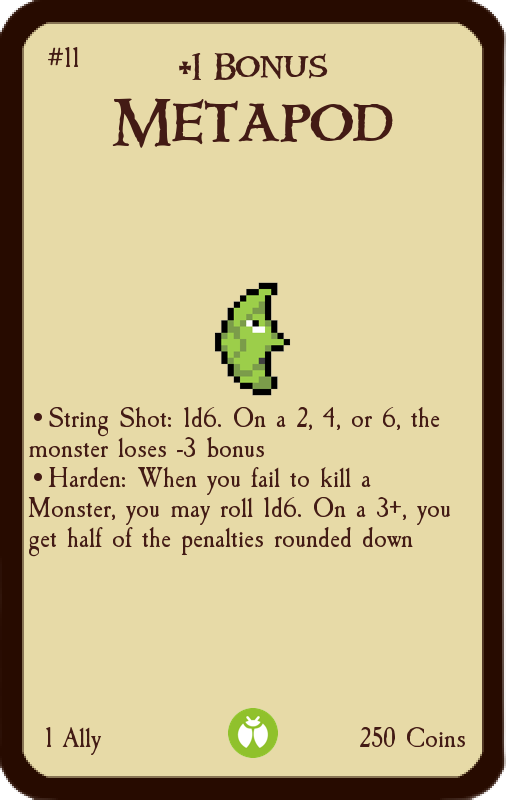 #11
+1 Bonus
Metapod
•String Shot: 1d6. On a 2, 4, or 6, the
monster loses -3 bonus
•Harden: When you fail to kill a
Monster, you may roll 1d6. On a 3+, you
get half of the penalties rounded down
1 Ally
250 Coins